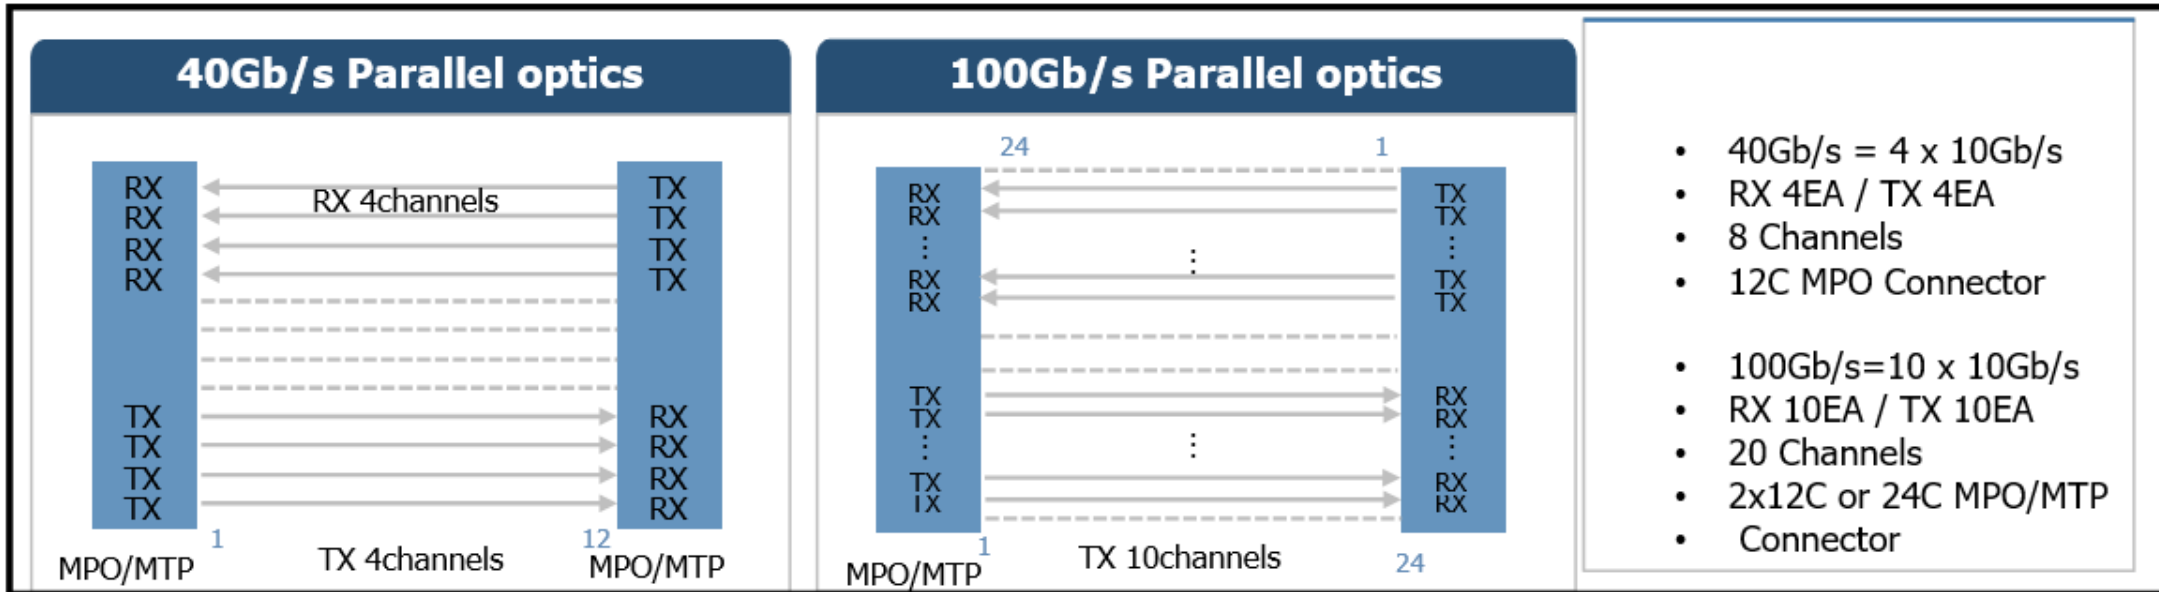 40Gb/s Parallel optics
RX TX
RX RX 4channels TX
RX TX
RX TX
TX RX
TX RX
TX RX
TX RX
1 12
MPO/MTP TX 4channels MPO/MTP
100Gb/s Parallel optics
24 1
RX TX
RX TX
⋮ ⋮ ⋮
RX TX
RX TX
TX RX
TX RX
⋮ ⋮ ⋮
TX RX
TX RX
1
MPO/MTP TX 10channels 24
• 40Gb/s = 4 x 10Gb/s
• RX 4EA / TX 4EA
• 8 Channels
• 12C MPO Connector
• 100Gb/s=10 x 10Gb/s
• RX 10EA / TX 10EA
• 20 Channels
• 2x12C or 24C MPO/MTP
• Connector